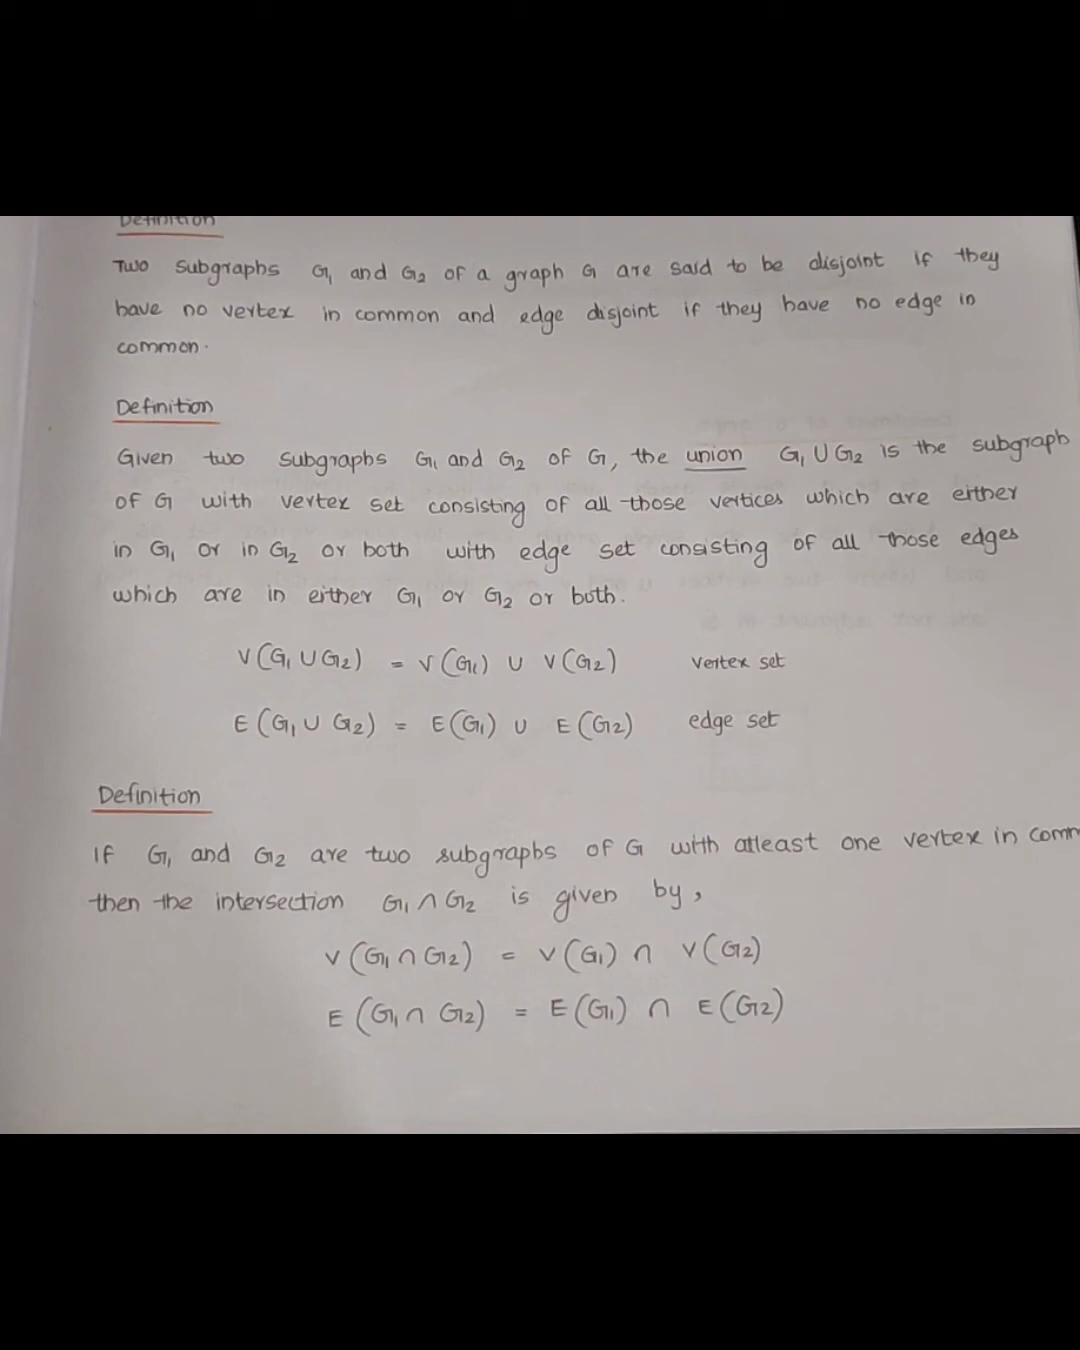 Definition
Two subgraphs G₁ and G₂ of a graph G are said to be disjoint if they
have no vertex in common and edge disjoint if they have no edge in
common.
Definition
Given two subgraphs G₁ and G₂ of G, the union G₁ ∪ G₂ is the subgraph
of G with vertex set consisting of all those vertices which are either
in G₁ or in G₂ or both with edge set consisting of all those edges
which are in either G₁ or G₂ or both.
V(G₁ ∪ G₂) = V(G₁) ∪ V(G₂) vertex set
E(G₁ ∪ G₂) = E(G₁) ∪ E(G₂) edge set
Definition
If G₁ and G₂ are two subgraphs of G with atleast one vertex in comm
then the intersection G₁ ∩ G₂ is given by,
V(G₁ ∩ G₂) = V(G₁) ∩ V(G₂)
E(G₁ ∩ G₂) = E(G₁) ∩ E(G₂)